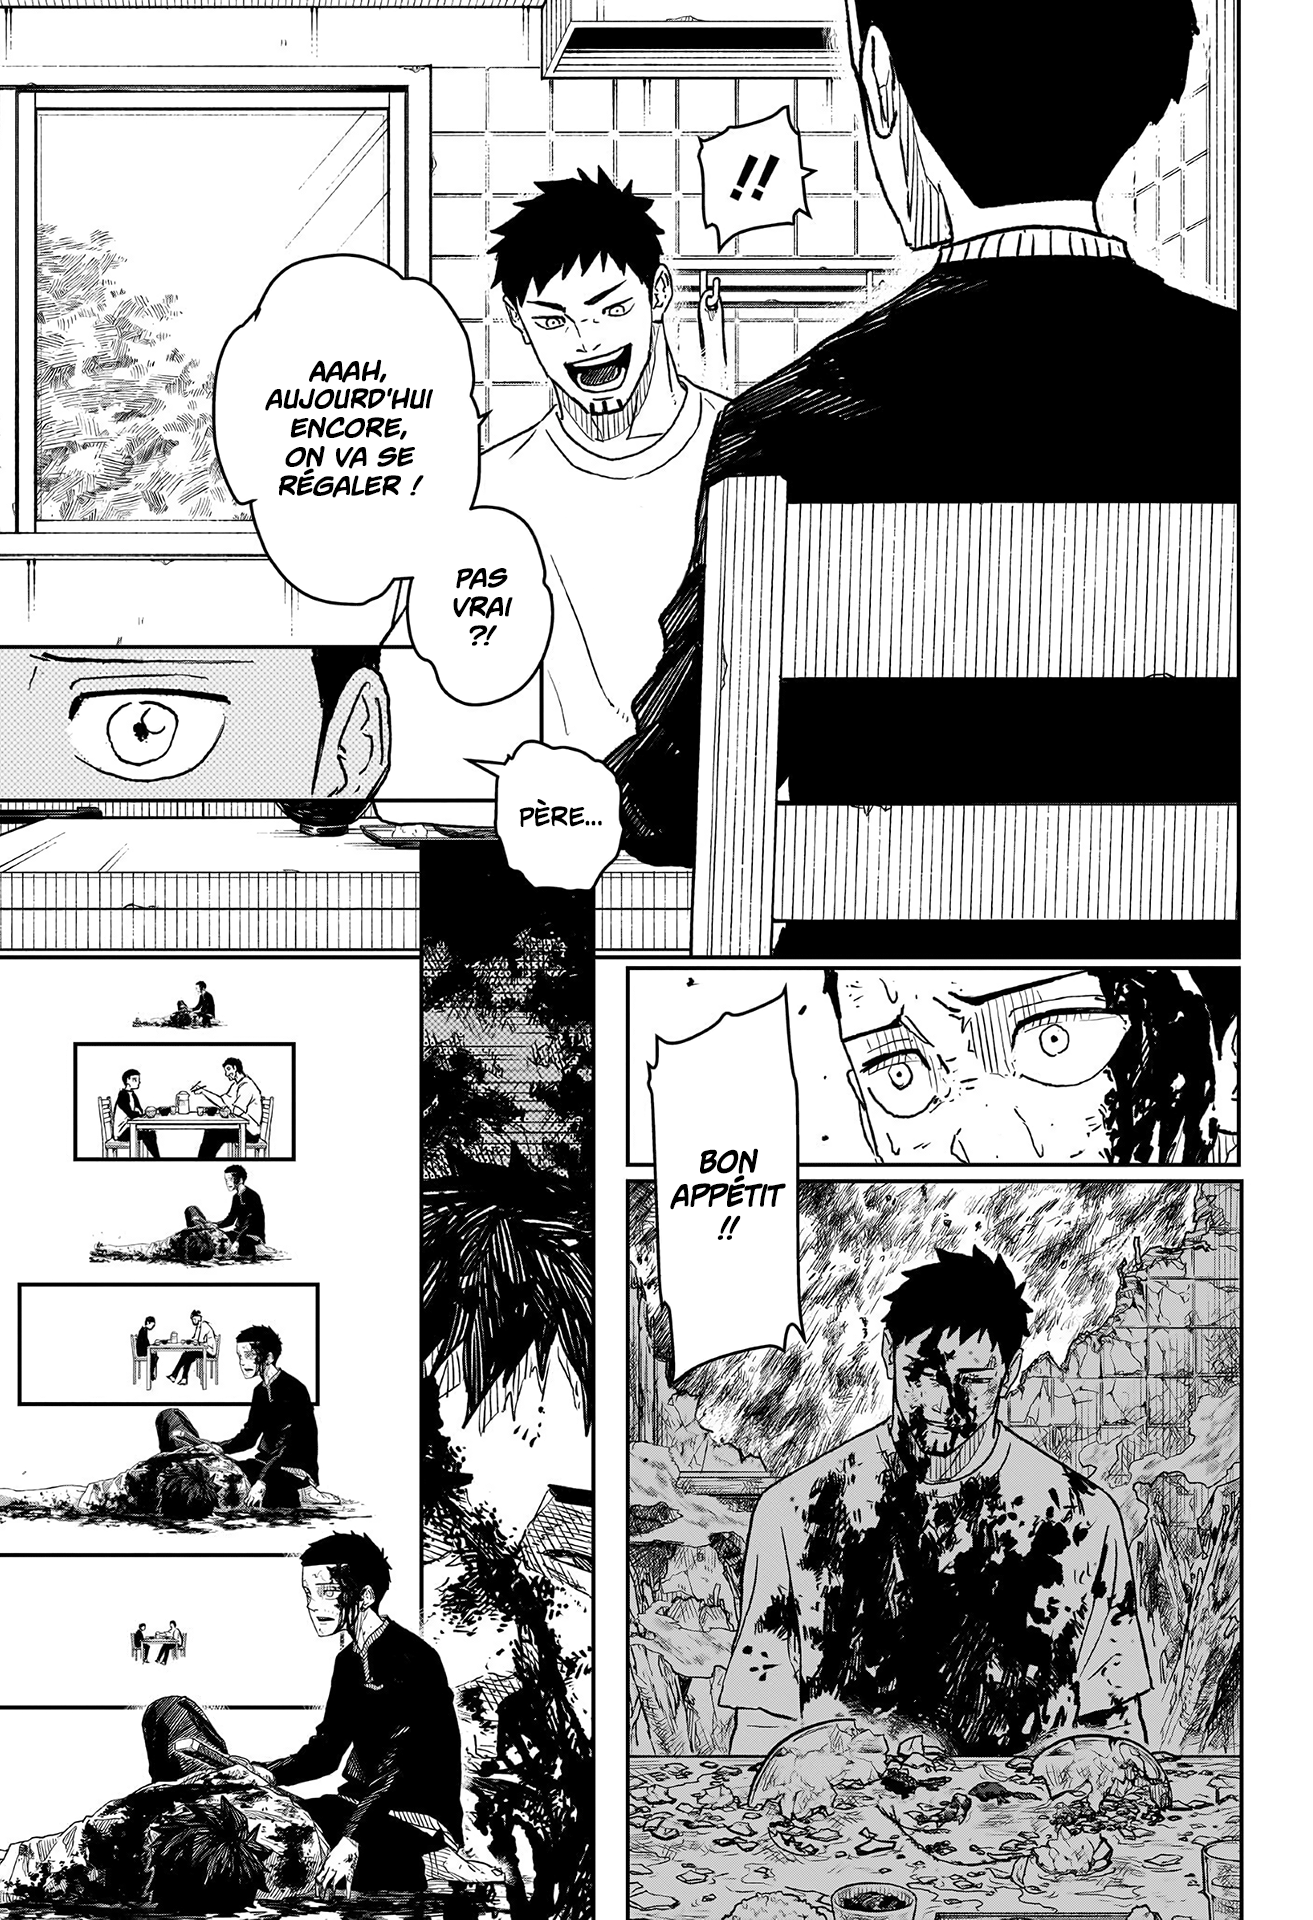 !!
AAAH,
AUJOURD'HUI
ENCORE,
ON VA SE
RÉGALER !
PAS
VRAI
?!
PÈRE...
BON
APPÉTIT
!!